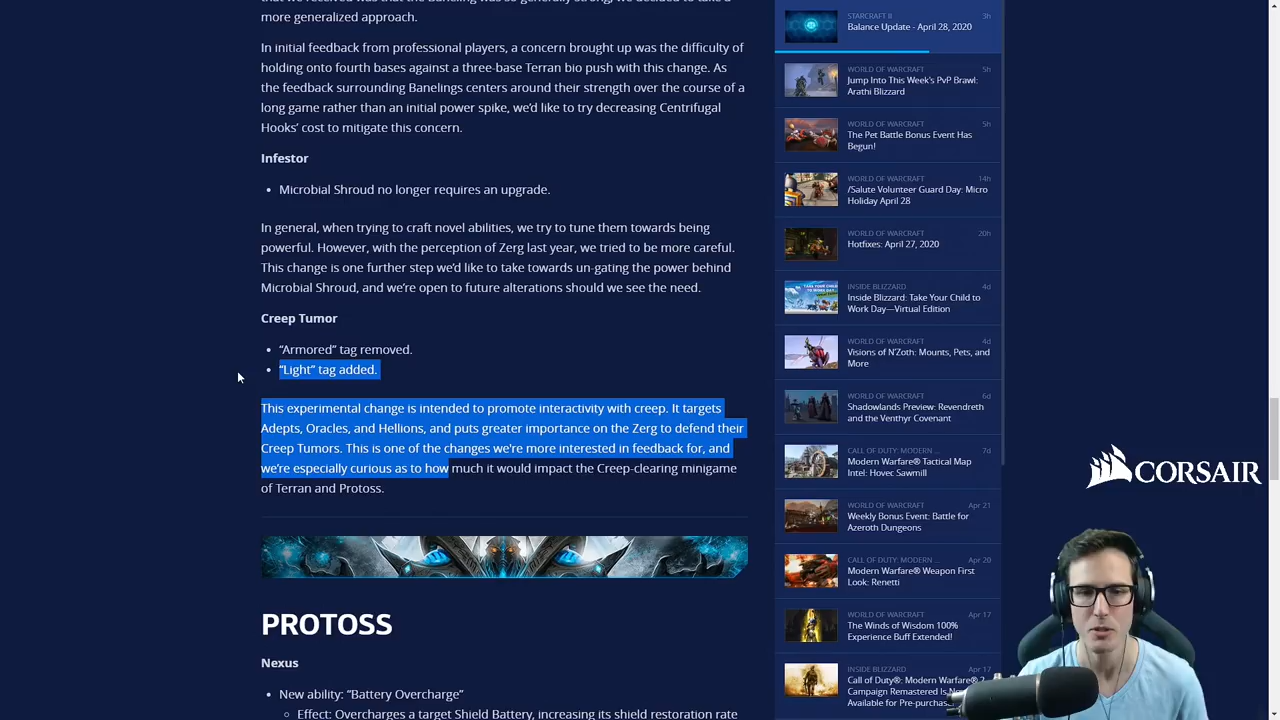 that we received was that the Baneling was so generally strong, we decided to take a
more generalized approach.
In initial feedback from professional players, a concern brought up was the difficulty of
holding onto fourth bases against a three-base Terran bio push with this change. As
the feedback surrounding Banelings centers around their strength over the course of a
long game rather than an initial power spike, we’d like to try decreasing Centrifugal
Hooks’ cost to mitigate this concern.
Infestor
• Microbial Shroud no longer requires an upgrade.
In general, when trying to craft novel abilities, we try to tune them towards being
powerful. However, with the perception of Zerg last year, we tried to be more careful.
This change is one further step we’d like to take towards un-gating the power behind
Microbial Shroud, and we’re open to future alterations should we see the need.
Creep Tumor
• “Armored” tag removed.
• “Light” tag added.
This experimental change is intended to promote interactivity with creep. It targets
Adepts, Oracles, and Hellions, and puts greater importance on the Zerg to defend their
Creep Tumors. This is one of the changes we're more interested in feedback for, and
we’re especially curious as to how much it would impact the Creep-clearing minigame
of Terran and Protoss.
PROTOSS
Nexus
• New ability: “Battery Overcharge”
Effect: Overcharges a target Shield Battery, increasing its shield restoration rate
STARCRAFT II 3h
Balance Update - April 28, 2020
WORLD OF WARCRAFT 5h
Jump Into This Week's PvP Brawl:
Arathi Blizzard
WORLD OF WARCRAFT 5h
The Pet Battle Bonus Event Has
Begun!
WORLD OF WARCRAFT 14h
/Salute Volunteer Guard Day: Micro
Holiday April 28
WORLD OF WARCRAFT 20h
Hotfixes: April 27, 2020
INSIDE BLIZZARD 4d
Inside Blizzard: Take Your Child to
Work Day—Virtual Edition
WORLD OF WARCRAFT 4d
Visions of N’Zoth: Mounts, Pets, and
More
WORLD OF WARCRAFT 6d
Shadowlands Preview: Revendreth
and the Venthyr Covenant
CALL OF DUTY: MODERN ... 7d
Modern Warfare® Tactical Map
Intel: Hovec Sawmill
WORLD OF WARCRAFT Apr 21
Weekly Bonus Event: Battle for
Azeroth Dungeons
CALL OF DUTY: MODERN ... Apr 20
Modern Warfare® Weapon First
Look: Renetti
WORLD OF WARCRAFT Apr 17
The Winds of Wisdom 100%
Experience Buff Extended!
INSIDE BLIZZARD Apr 17
Call of Duty®: Modern Warfare® 2
Campaign Remastered Is
Available for Pre-purchase
CORSAIR